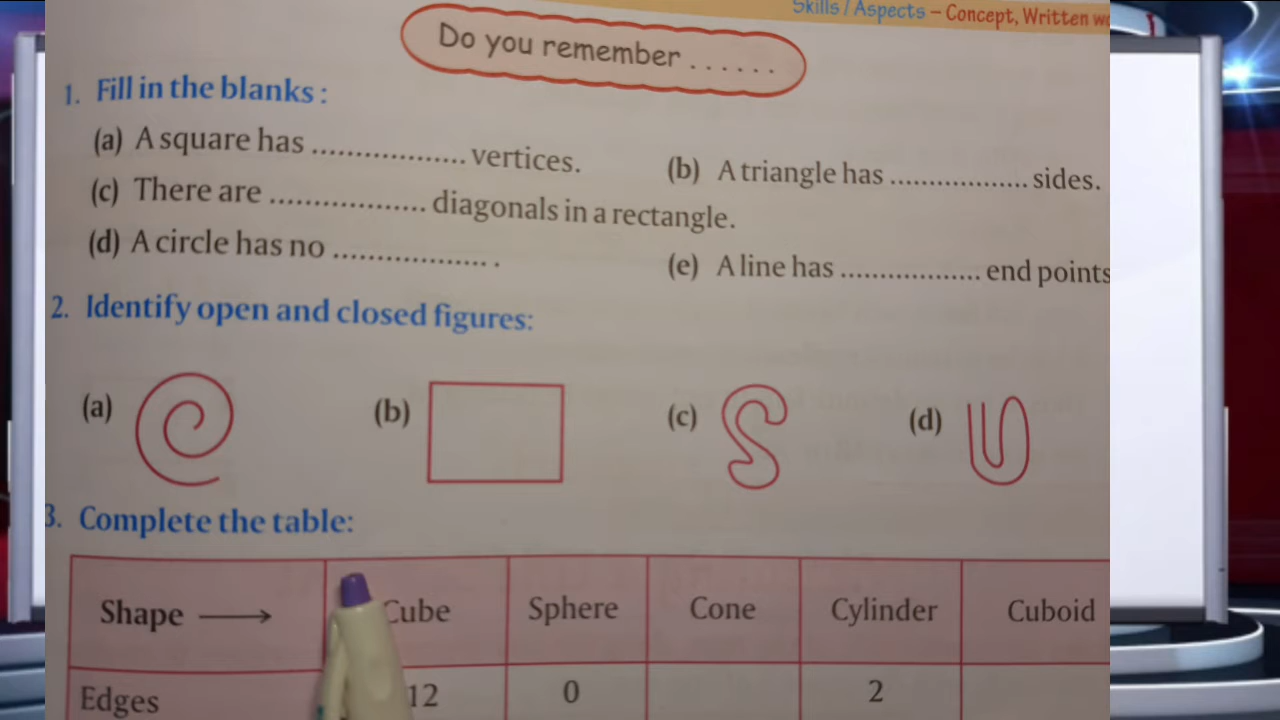 Skills / Aspects – Concept, Written
Do you remember ......
1. Fill in the blanks :
(a) A square has ................. vertices.
(b) A triangle has .................. sides.
(c) There are .................. diagonals in a rectangle.
(d) A circle has no .................. .
(e) A line has .................. end points
2. Identify open and closed figures:
(a) (b) (c) (d)
3. Complete the table:
Shape → Cube Sphere Cone Cylinder Cuboid
Edges 12 0 2